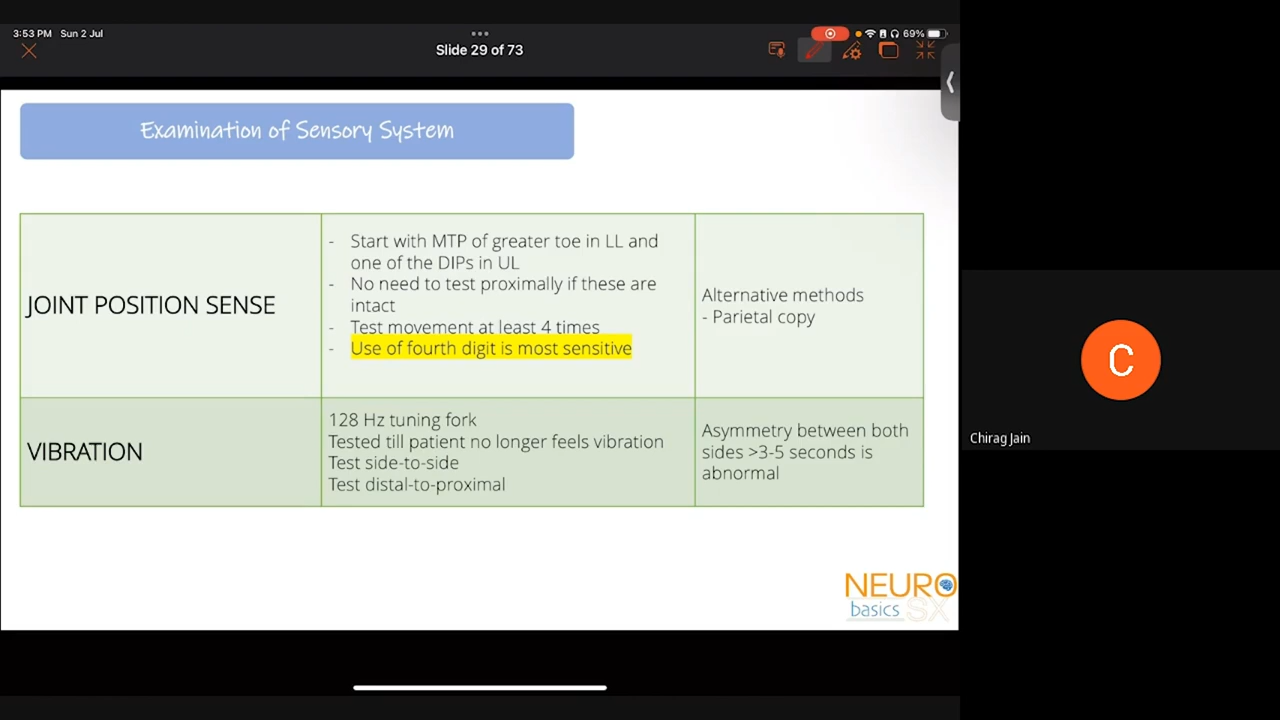 3:53 PM Sun 2 Jul
69%
Slide 29 of 73
Examination of Sensory System
JOINT POSITION SENSE
- Start with MTP of greater toe in LL and
one of the DIPs in UL
- No need to test proximally if these are
intact
- Test movement at least 4 times
- Use of fourth digit is most sensitive
Alternative methods
- Parietal copy
VIBRATION
128 Hz tuning fork
Tested till patient no longer feels vibration
Test side-to-side
Test distal-to-proximal
Asymmetry between both
sides >3-5 seconds is
abnormal
NEURO
basics SX
C
Chirag Jain